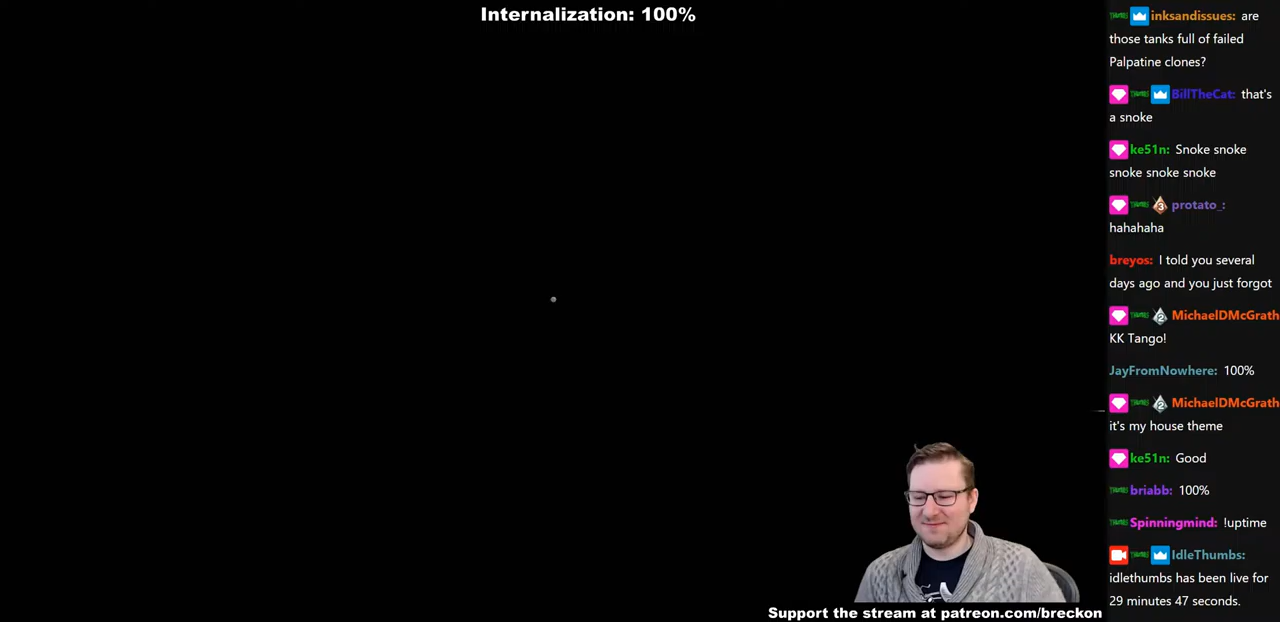 Internalization: 100%
inksandissues: are
those tanks full of failed
Palpatine clones?
BillTheCat: that's
a snoke
ke51n: Snoke snoke
snoke snoke snoke
protato_:
hahahaha
breyos: I told you several
days ago and you just forgot
MichaelDMcGrath
KK Tango!
JayFromNowhere: 100%
MichaelDMcGrath
it's my house theme
ke51n: Good
briabb: 100%
Spinningmind: !uptime
IdleThumbs:
idlethumbs has been live for
29 minutes 47 seconds.
Support the stream at patreon.com/breckon